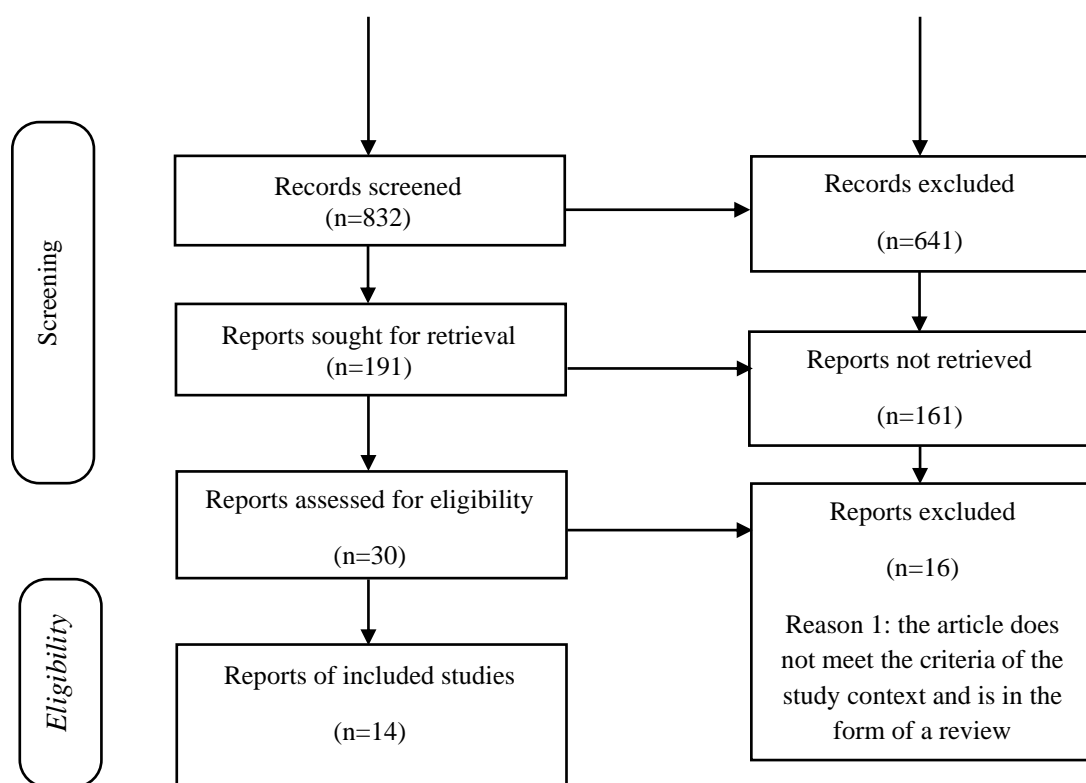 Screening
Records screened
(n=832)
Records excluded
(n=641)
Reports sought for retrieval
(n=191)
Reports not retrieved
(n=161)
Reports assessed for eligibility
(n=30)
Reports excluded
(n=16)
Reason 1: the article does
not meet the criteria of the
study context and is in the
form of a review
Eligibility
Reports of included studies
(n=14)